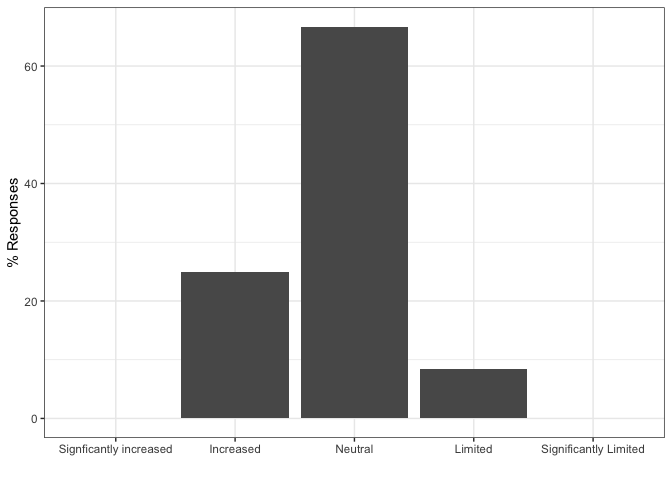 % Responses
60
40
20
0
Signficantly increased
Increased
Neutral
Limited
Significantly Limited